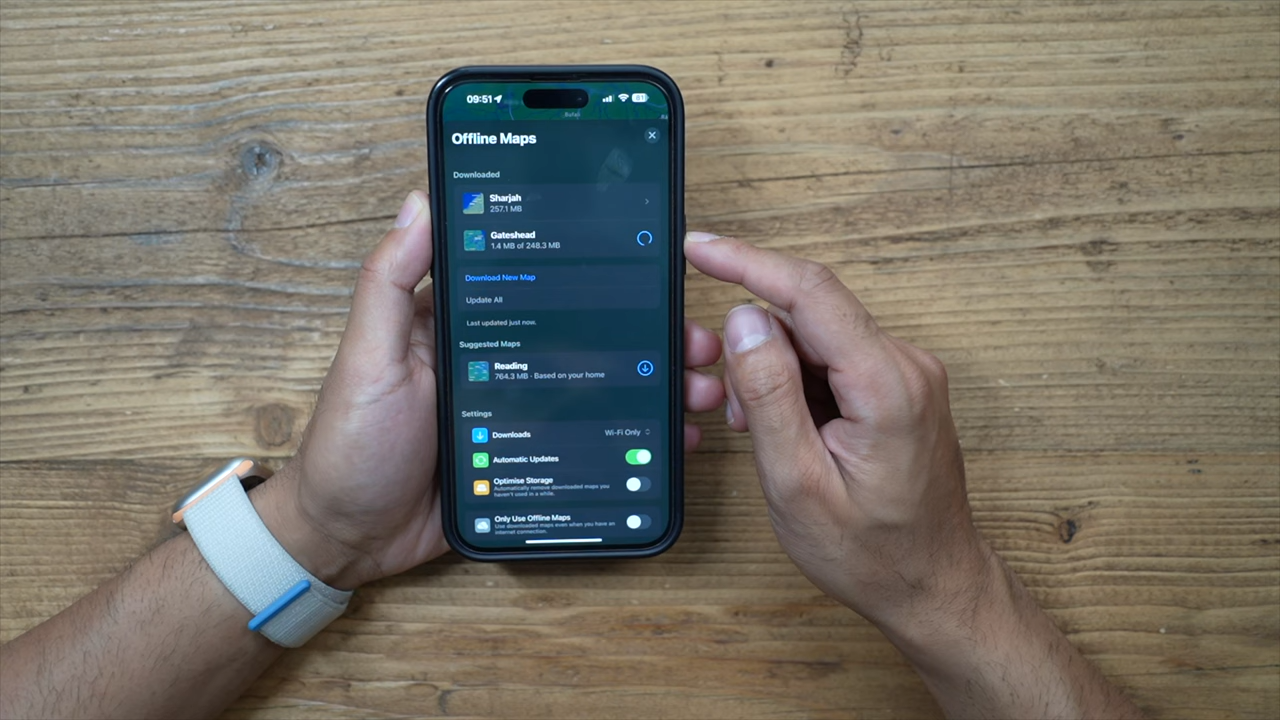 09:51
81
Offline Maps
Downloaded
Sharjah
257.1 MB
Gateshead
1.4 MB of 248.3 MB
Download New Map
Update All
Last updated just now.
Suggested Maps
Reading
764.3 MB · Based on your home
Settings
Downloads
Wi-Fi Only
Automatic Updates
Optimise Storage
Automatically remove downloaded maps you
haven't used in a while.
Only Use Offline Maps
Use downloaded maps even when you have an
internet connection.